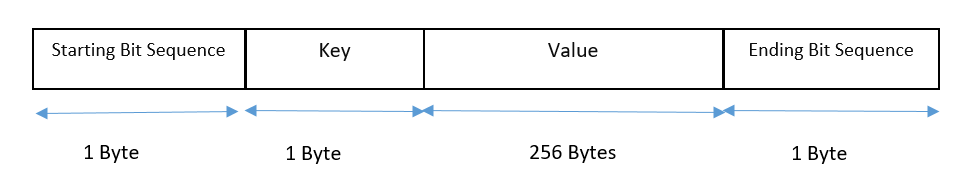 Starting Bit Sequence Key Value Ending Bit Sequence
1 Byte 1 Byte 256 Bytes 1 Byte